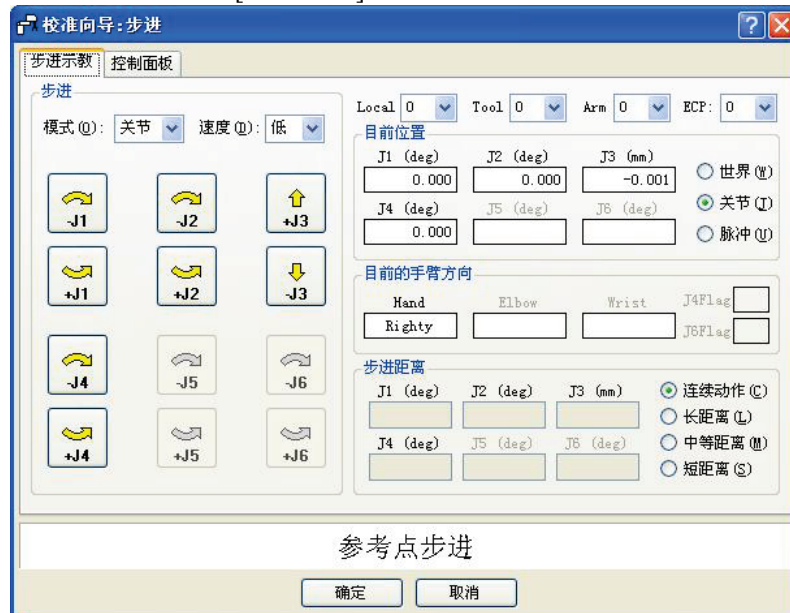 校准向导:步进
步进示教 控制面板
步进
模式(O): 关节 速度(D): 低
-J1 -J2 +J3
+J1 +J2 -J3
-J4 -J5 -J6
+J4 +J5 +J6
Local 0 Tool 0 Arm 0 ECP: 0
目前位置
J1 (deg) J2 (deg) J3 (mm)
0.000 0.000 -0.001
J4 (deg) J5 (deg) J6 (deg)
0.000
世界(W)
关节(J)
脉冲(U)
目前的手臂方向
Hand Elbow Wrist J4Flag
Righty J6Flag
步进距离
J1 (deg) J2 (deg) J3 (mm)
J4 (deg) J5 (deg) J6 (deg)
连续动作(C)
长距离(L)
中等距离(M)
短距离(S)
参考点步进
确定 取消